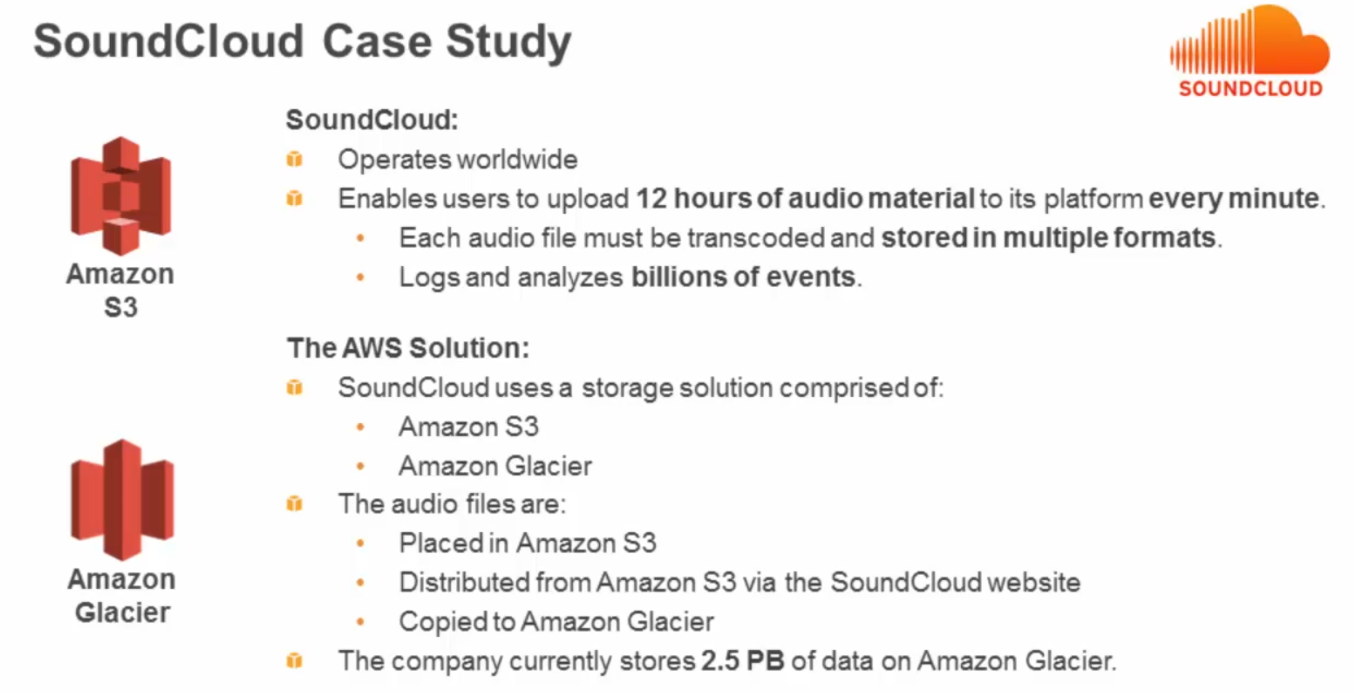 SoundCloud Case Study
SOUNDCLOUD
SoundCloud:
Operates worldwide
Enables users to upload 12 hours of audio material to its platform every minute.
Each audio file must be transcoded and stored in multiple formats.
Logs and analyzes billions of events.
Amazon
S3
The AWS Solution:
SoundCloud uses a storage solution comprised of:
Amazon S3
Amazon Glacier
The audio files are:
Placed in Amazon S3
Distributed from Amazon S3 via the SoundCloud website
Copied to Amazon Glacier
The company currently stores 2.5 PB of data on Amazon Glacier.
Amazon
Glacier